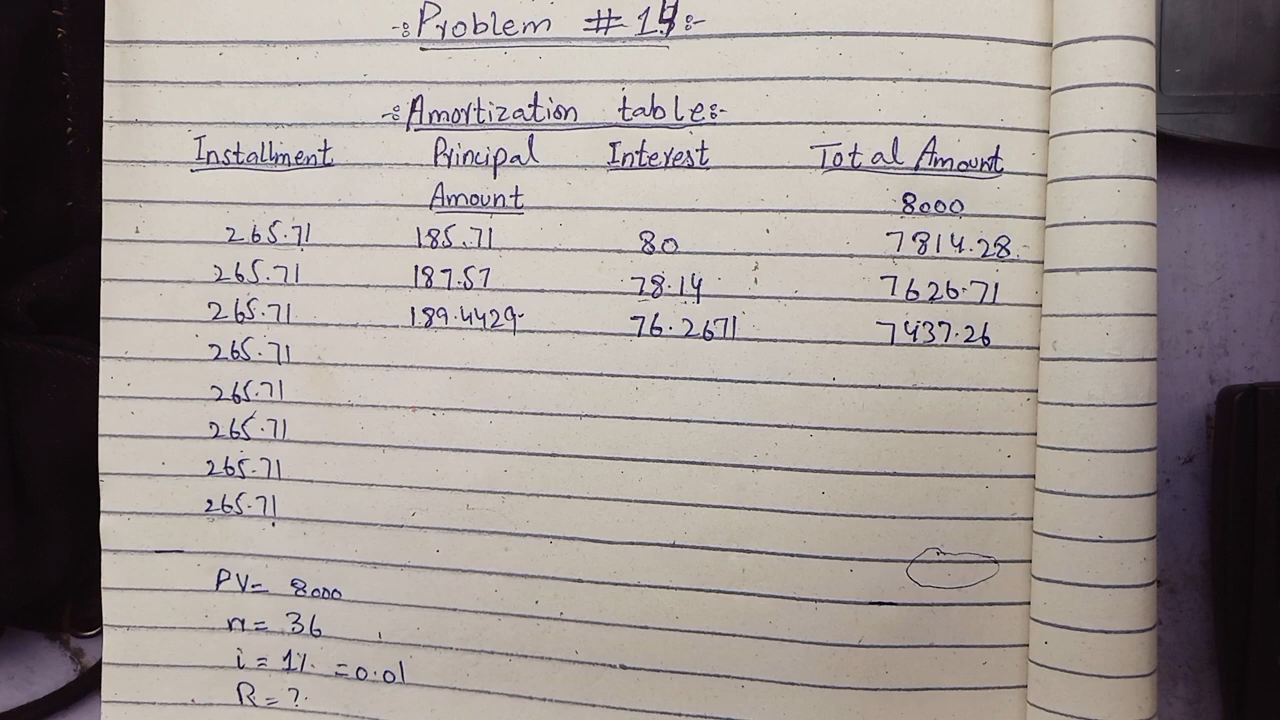 -:Problem # 14:-
-:Amortization table:-
Installment Principal Interest Total Amount
Amount 8000
265.71 185.71 80 7814.28
265.71 187.57 78.14 7626.71
265.71 189.4429 76.2671 7437.26
265.71
265.71
265.71
265.71
265.71
PV= 8000
n= 36
i = 1% = 0.01
R = ?